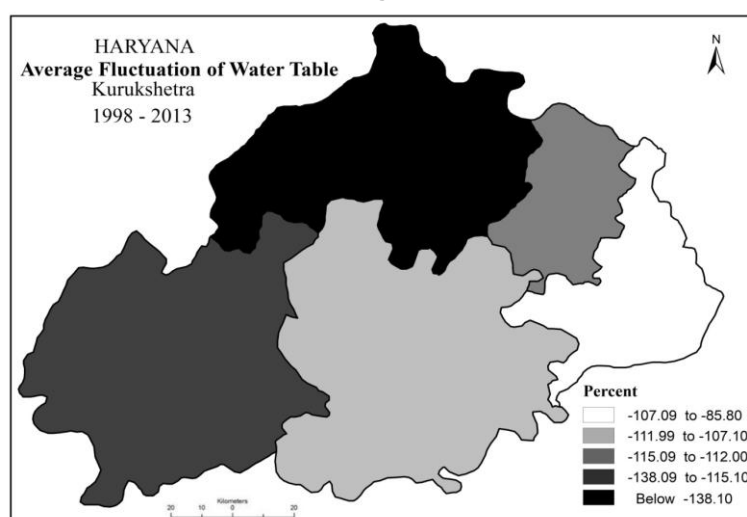 HARYANA
Average Fluctuation of Water Table
Kurukshetra
1998 - 2013
N
Percent
-107.09 to -85.80
-111.99 to -107.10
-115.09 to -112.00
-138.09 to -115.10
Below -138.10
Kilometers
20 10 0 20